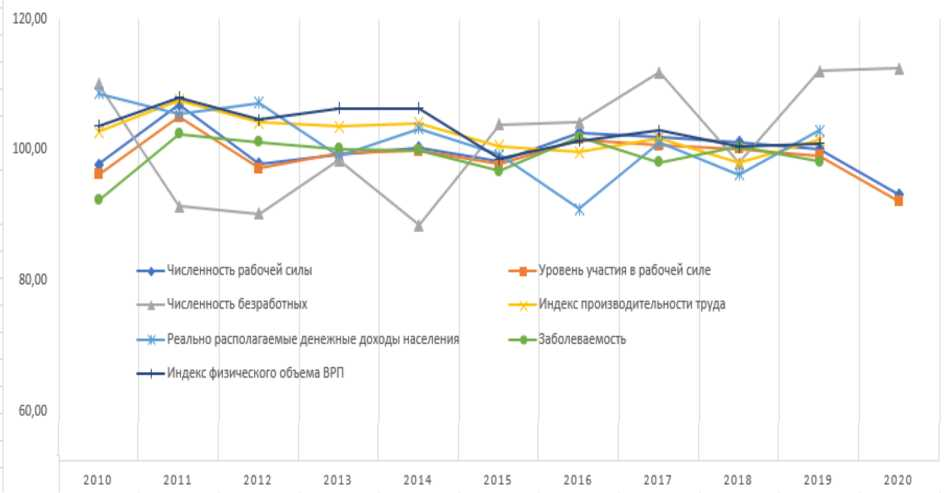 120,00
100,00
80,00
60,00
Численность рабочей силы
Уровень участия в рабочей силе
Численность безработных
Индекс производительности труда
Реально располагаемые денежные доходы населения
Заболеваемость
Индекс физического объема ВРП
2010 2011 2012 2013 2014 2015 2016 2017 2018 2019 2020